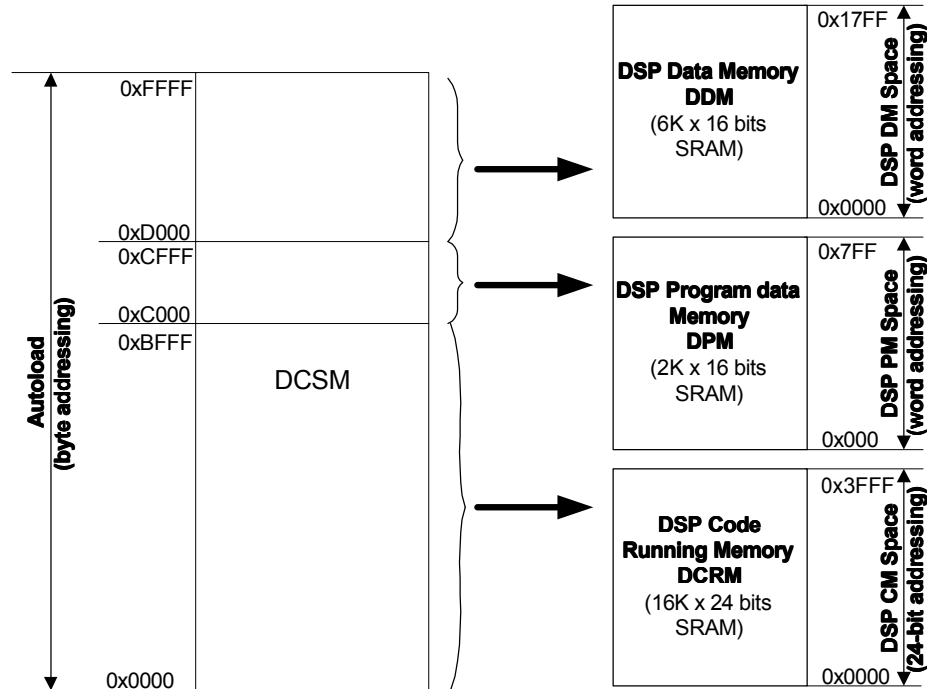 Autoload
(byte addressing)
0xFFFF
0xD000
0xCFFF
0xC000
0xBFFF
DCSM
0x0000
DSP Data Memory
DDM
(6K x 16 bits
SRAM)
0x17FF
0x0000
DSP DM Space
(word addressing)
DSP Program data
Memory
DPM
(2K x 16 bits
SRAM)
0x7FF
0x000
DSP PM Space
(word addressing)
DSP Code
Running Memory
DCRM
(16K x 24 bits
SRAM)
0x3FFF
0x0000
DSP CM Space
(24-bit addressing)